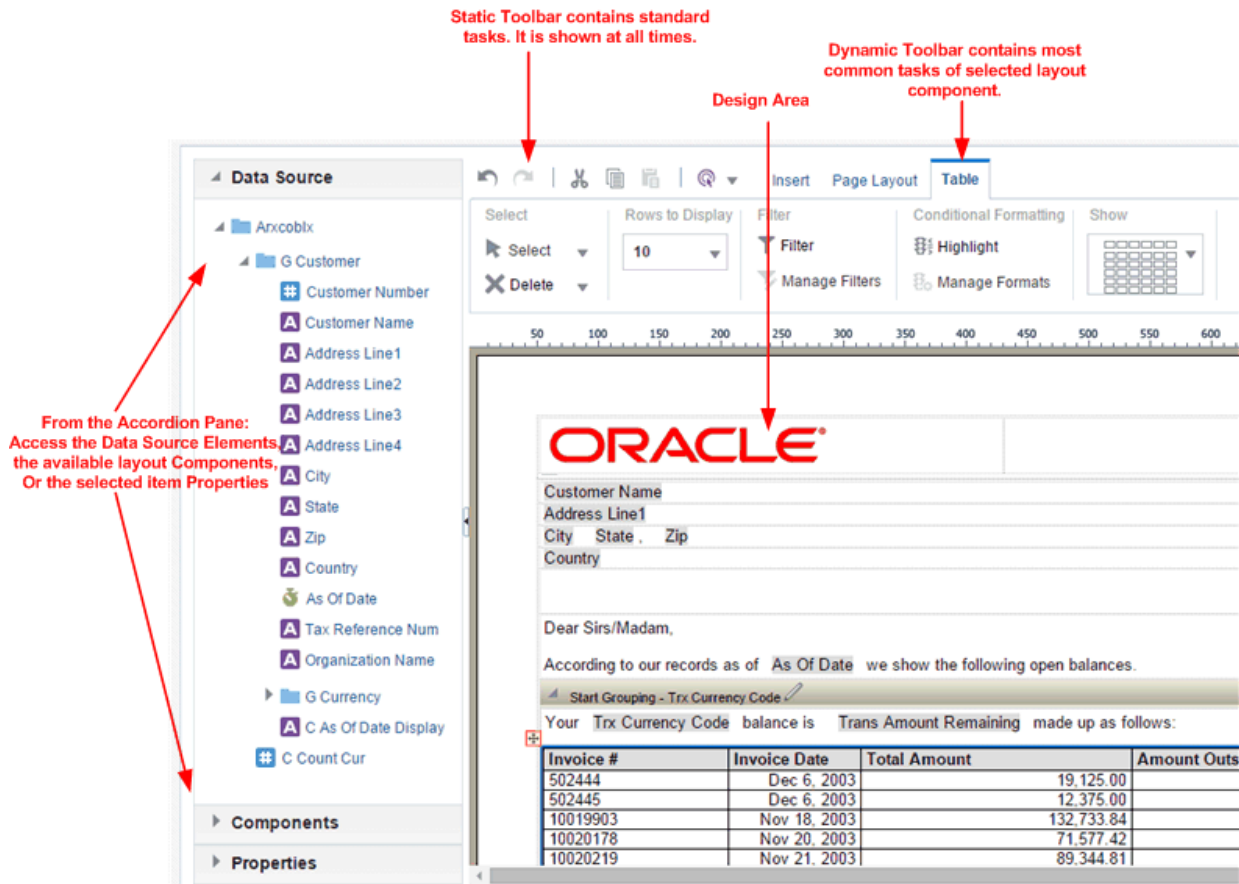 Static Toolbar contains standard
tasks. It is shown at all times.
Dynamic Toolbar contains most
common tasks of selected layout
component.
Design Area
From the Accordion Pane:
Access the Data Source Elements,
the available layout Components,
Or the selected item Properties
Data Source
Arxcoblx
G Customer
Customer Number
A Customer Name
A Address Line1
A Address Line2
A Address Line3
A Address Line4
A City
A State
A Zip
A Country
As Of Date
A Tax Reference Num
A Organization Name
G Currency
A C As Of Date Display
# C Count Cur
Components
Properties
Insert Page Layout Table
Select Rows to Display Filter Conditional Formatting Show
Select 10 Filter Highlight
Delete Manage Filters Manage Formats
50 100 150 200 250 300 350 400 450 500 550 600
ORACLE
Customer Name
Address Line1
City State , Zip
Country
Dear Sirs/Madam,
According to our records as of As Of Date we show the following open balances.
Start Grouping - Trx Currency Code
Your Trx Currency Code balance is Trans Amount Remaining made up as follows:
Invoice # Invoice Date Total Amount Amount Outs
502444 Dec 6, 2003 19,125.00
502445 Dec 6, 2003 12,375.00
10019903 Nov 18, 2003 132,733.84
10020178 Nov 20, 2003 71,577.42
10020219 Nov 21, 2003 89,344.81